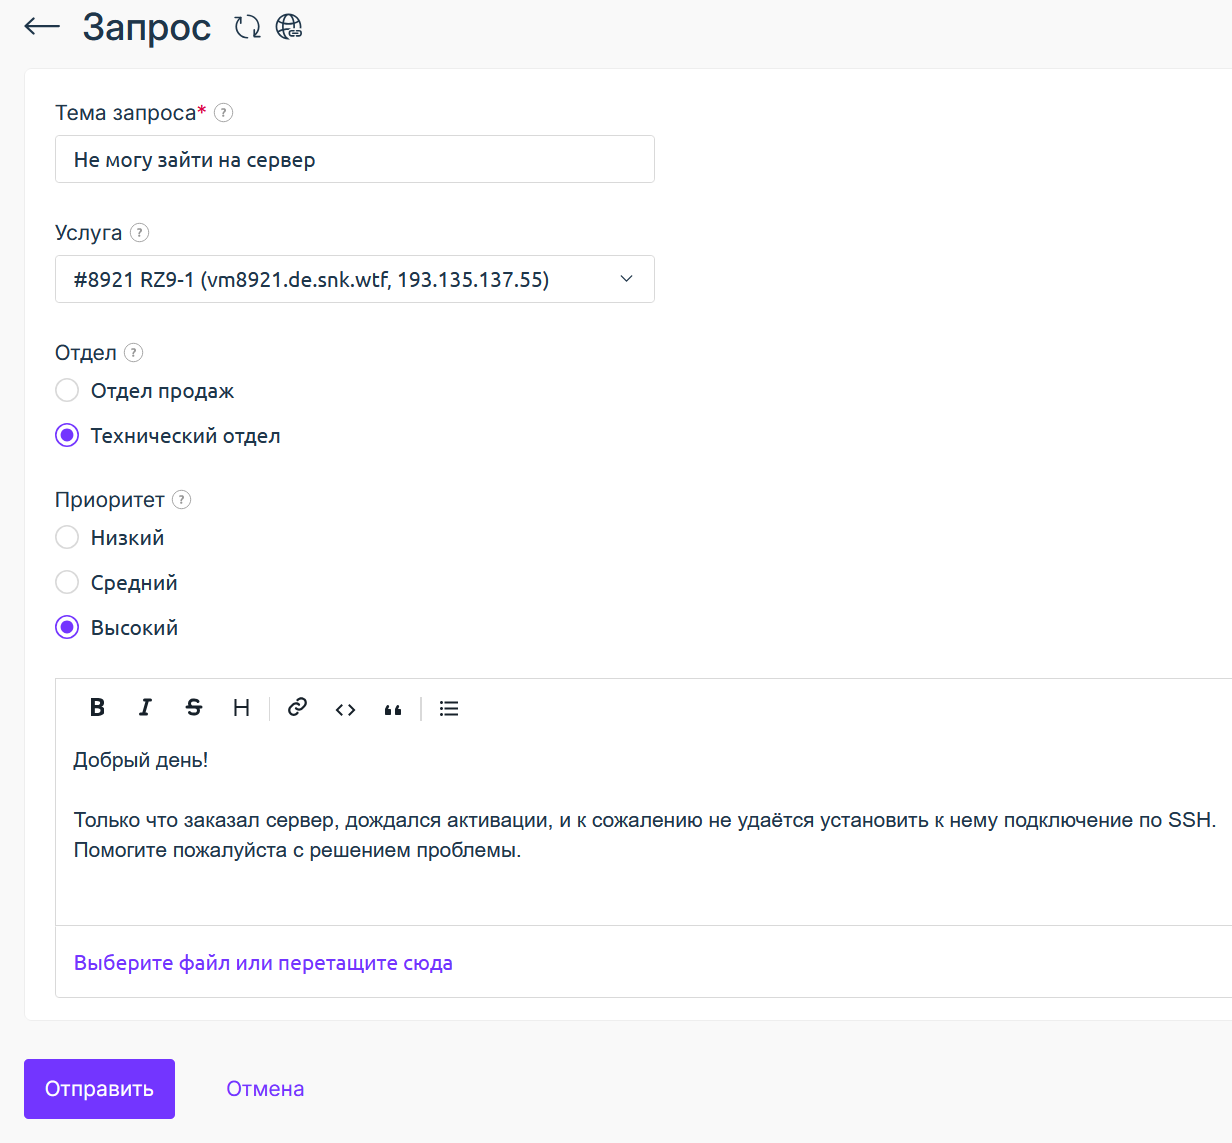 Запрос
Тема запроса* ?
Не могу зайти на сервер
Услуга ?
#8921 RZ9-1 (vm8921.de.snk.wtf, 193.135.137.55)
Отдел ?
Отдел продаж
Технический отдел
Приоритет ?
Низкий
Средний
Высокий
B I S H
Добрый день!
Только что заказал сервер, дождался активации, и к сожалению не удаётся установить к нему подключение по SSH.
Помогите пожалуйста с решением проблемы.
Выберите файл или перетащите сюда
Отправить Отмена